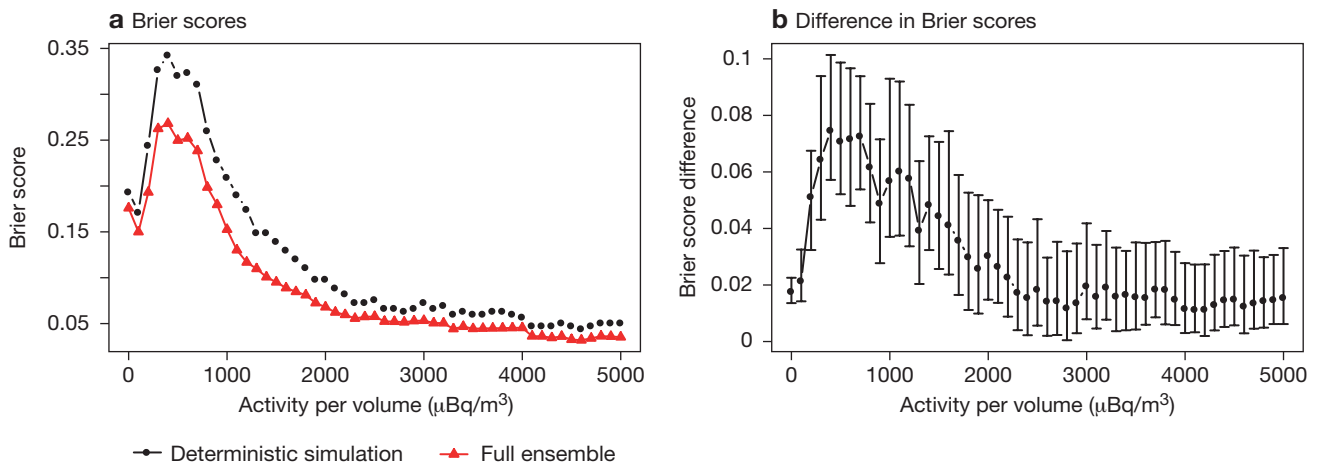 a Brier scores
0.35
0.25
0.15
0.05
Brier score
0 1000 2000 3000 4000 5000
Activity per volume (μBq/m³)
Deterministic simulation Full ensemble
b Difference in Brier scores
0.1
0.08
0.06
0.04
0.02
0
Brier score difference
0 1000 2000 3000 4000 5000
Activity per volume (μBq/m³)